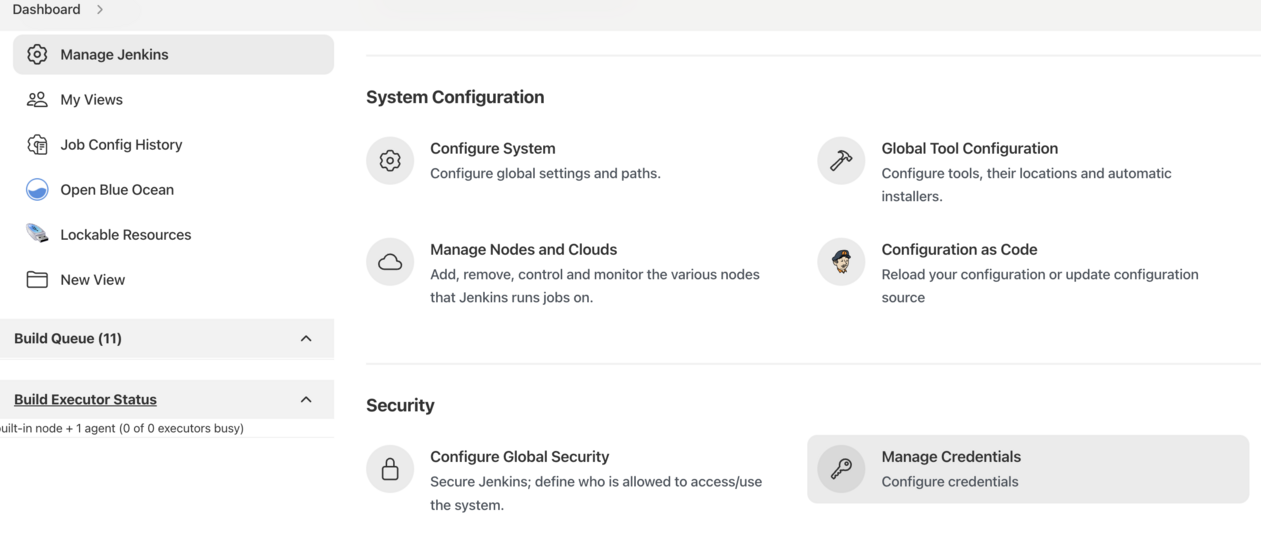 Dashboard
Manage Jenkins
My Views
Job Config History
Open Blue Ocean
Lockable Resources
New View
Build Queue (11)
Build Executor Status
uilt-in node + 1 agent (0 of 0 executors busy)
System Configuration
Configure System
Configure global settings and paths.
Global Tool Configuration
Configure tools, their locations and automatic
installers.
Manage Nodes and Clouds
Add, remove, control and monitor the various nodes
that Jenkins runs jobs on.
Configuration as Code
Reload your configuration or update configuration
source
Security
Configure Global Security
Secure Jenkins; define who is allowed to access/use
the system.
Manage Credentials
Configure credentials